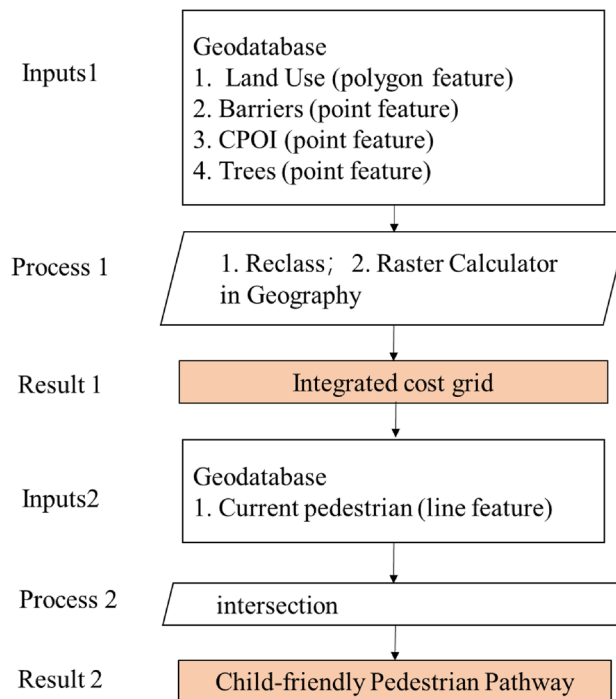 Inputs1
Geodatabase
1. Land Use (polygon feature)
2. Barriers (point feature)
3. CPOI (point feature)
4. Trees (point feature)
Process 1
1. Reclass；2. Raster Calculator
in Geography
Result 1
Integrated cost grid
Inputs2
Geodatabase
1. Current pedestrian (line feature)
Process 2
intersection
Result 2
Child-friendly Pedestrian Pathway